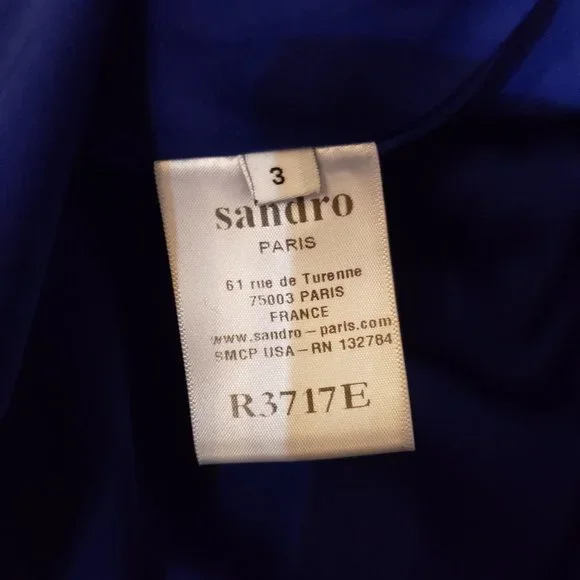 3
sandro
PARIS
61 rue de Turenne
75003 PARIS
FRANCE
www.sandro-paris.com
SMCP USA-RN 132784
R3717E